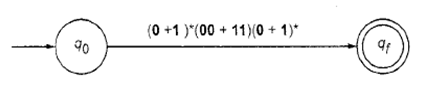 (0 +1 )*(00 + 11)(0 + 1)*
q0 qf